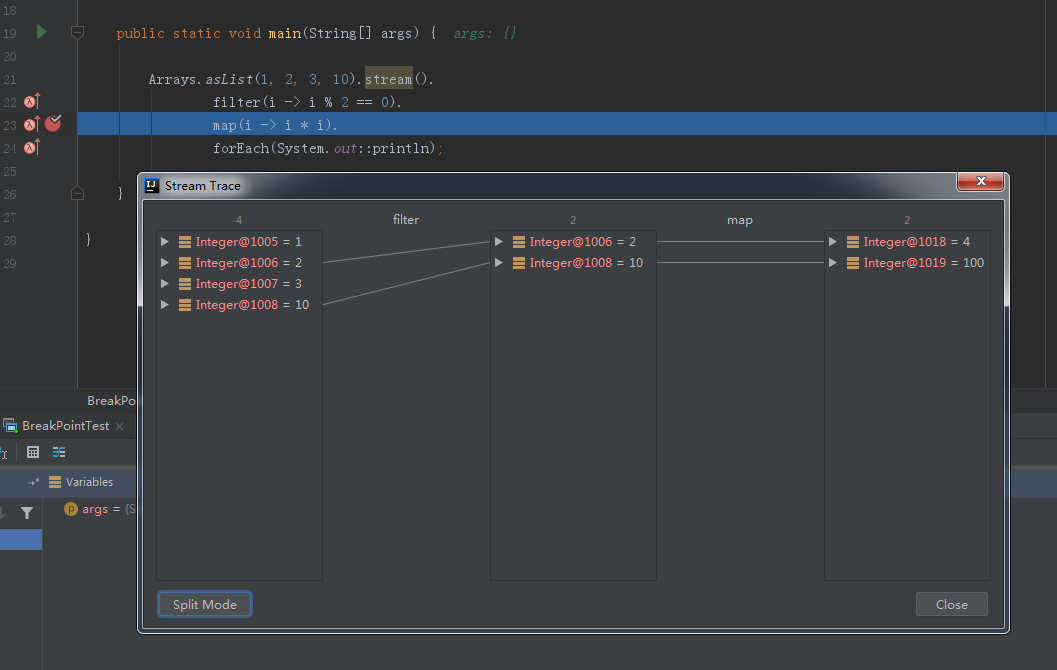 18
19 public static void main(String[] args) { args: {}
20
21 Arrays.asList(1, 2, 3, 10).stream().
22 filter(i -> i % 2 == 0).
23 map(i -> i * i).
24 forEach(System.out::println);
25
26 }
27
28 }
29
Stream Trace
4 filter 2 map 2
Integer@1005 = 1 Integer@1006 = 2 Integer@1018 = 4
Integer@1006 = 2 Integer@1008 = 10 Integer@1019 = 100
Integer@1007 = 3
Integer@1008 = 10
BreakPo
BreakPointTest
Variables
args = {S
Split Mode Close